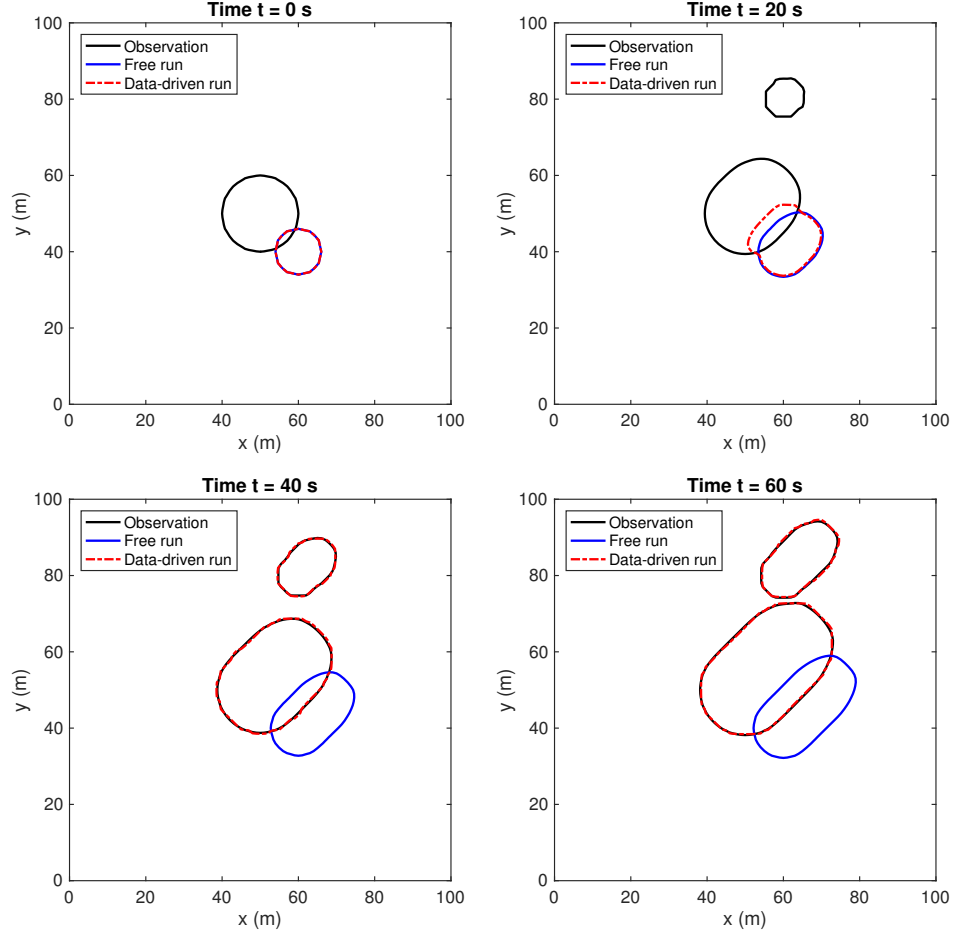 Time t = 0 s
100
80
60
40
20
0
y (m)
Observation
Free run
Data-driven run
0 20 40 60 80 100
x (m)
Time t = 20 s
100
80
60
40
20
0
y (m)
Observation
Free run
Data-driven run
0 20 40 60 80 100
x (m)
Time t = 40 s
100
80
60
40
20
0
y (m)
Observation
Free run
Data-driven run
0 20 40 60 80 100
x (m)
Time t = 60 s
100
80
60
40
20
0
y (m)
Observation
Free run
Data-driven run
0 20 40 60 80 100
x (m)